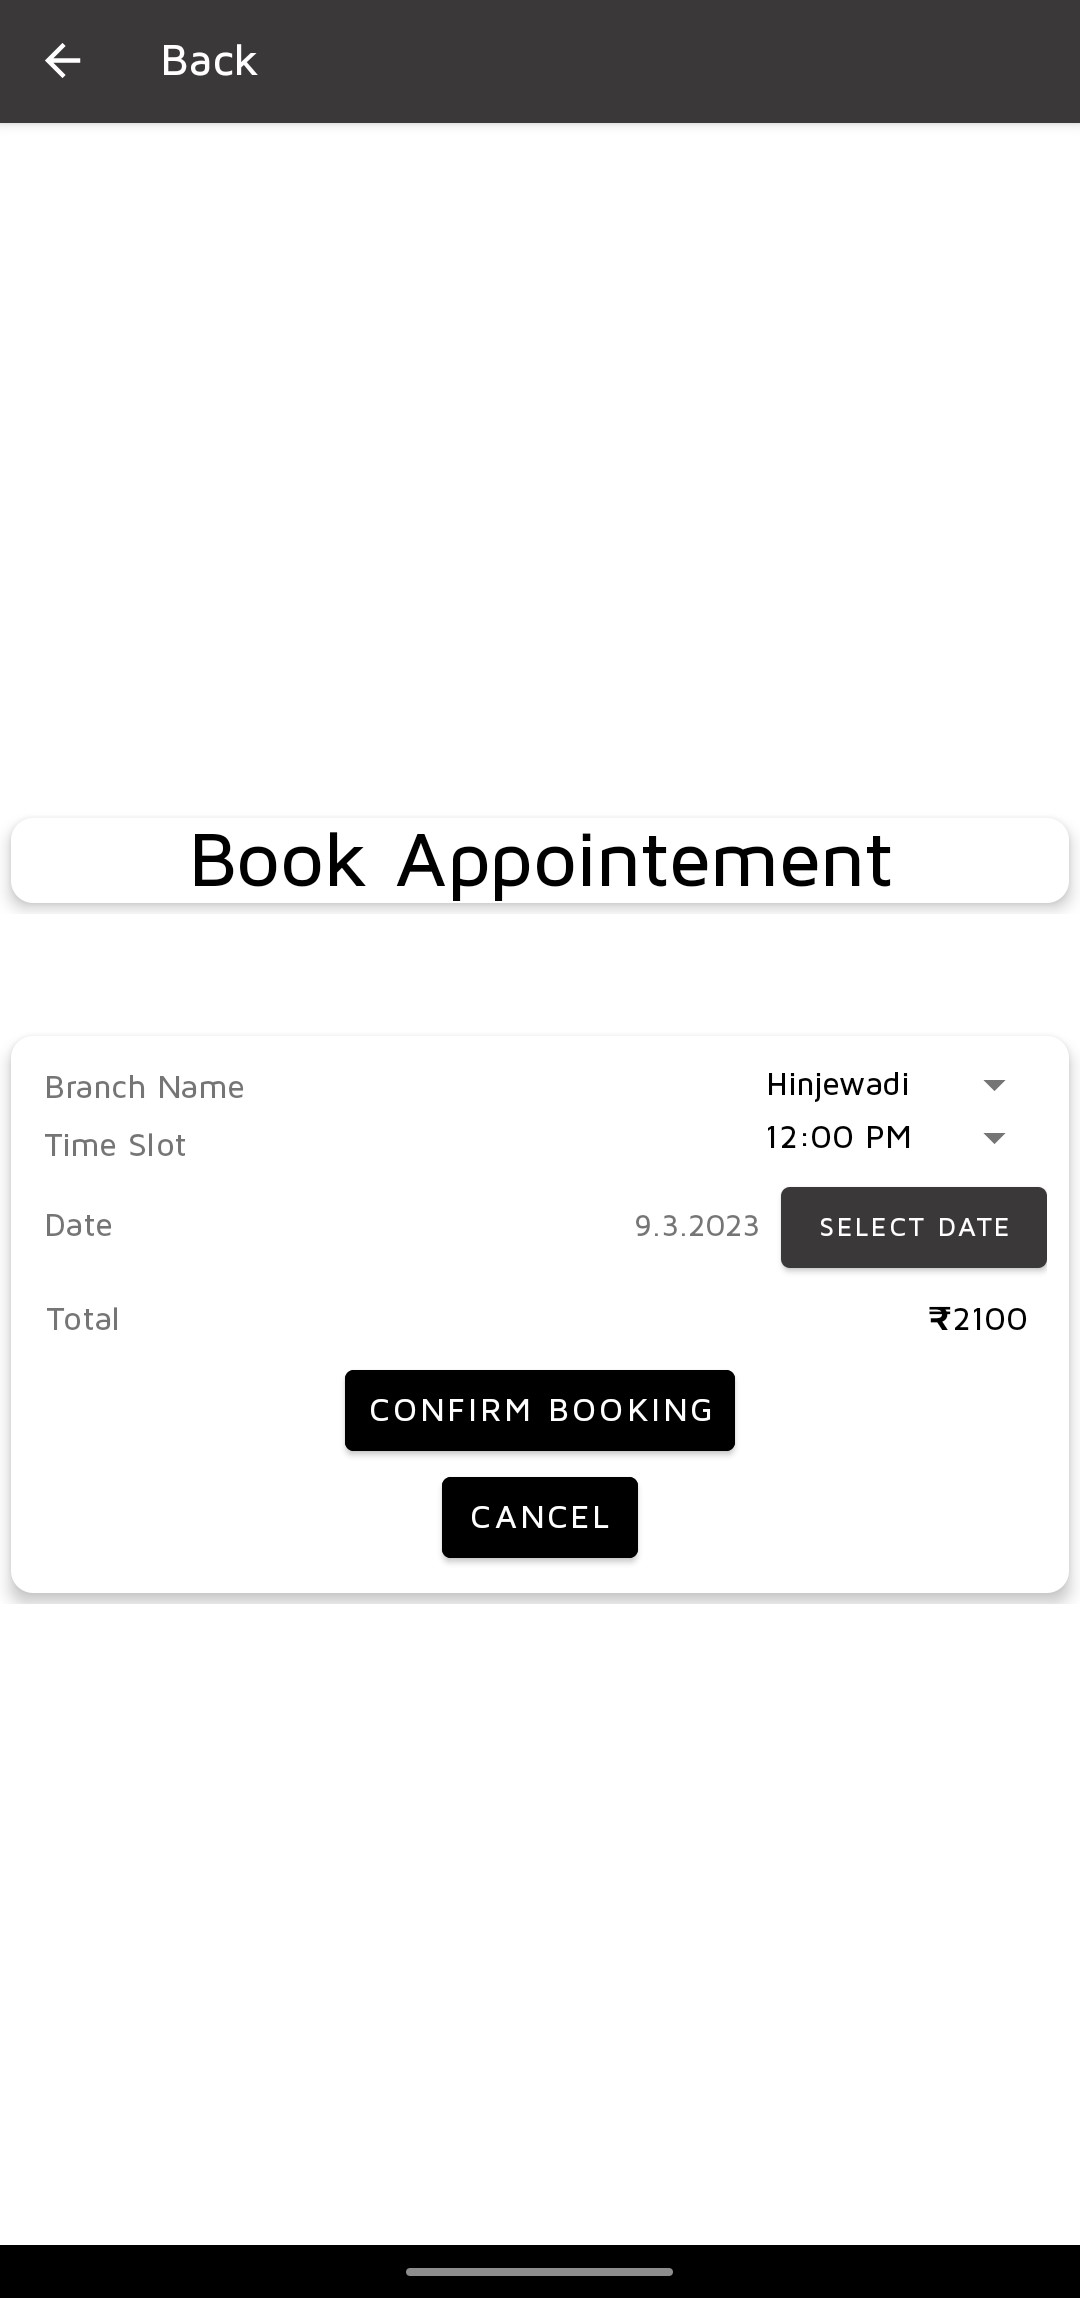 Back
Book Appointement
Branch Name Hinjewadi
Time Slot 12:00 PM
Date 9.3.2023 SELECT DATE
Total ₹2100
CONFIRM BOOKING
CANCEL